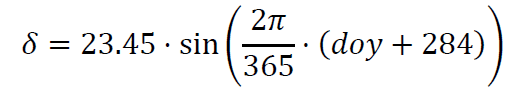 δ = 23.45 · sin(2π/365 · (doy + 284))